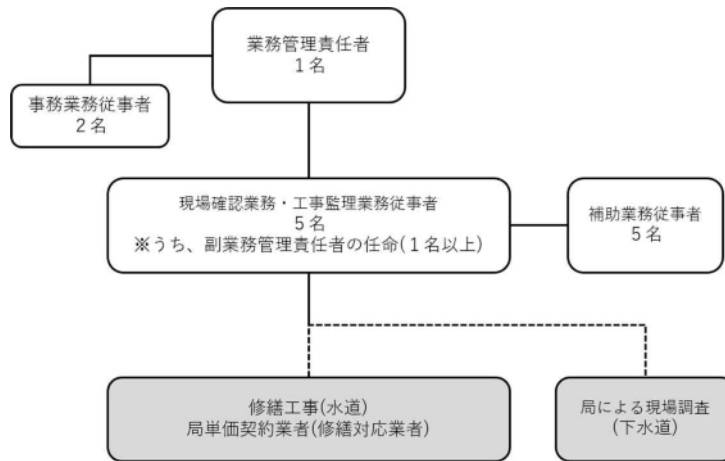 業務管理責任者
1名
事務業務従事者
2名
現場確認業務・工事監理業務従事者
5名
※うち、副業務管理責任者の任命(1名以上)
補助業務従事者
5名
修繕工事(水道)
局単価契約業者(修繕対応業者)
局による現場調査
(下水道)